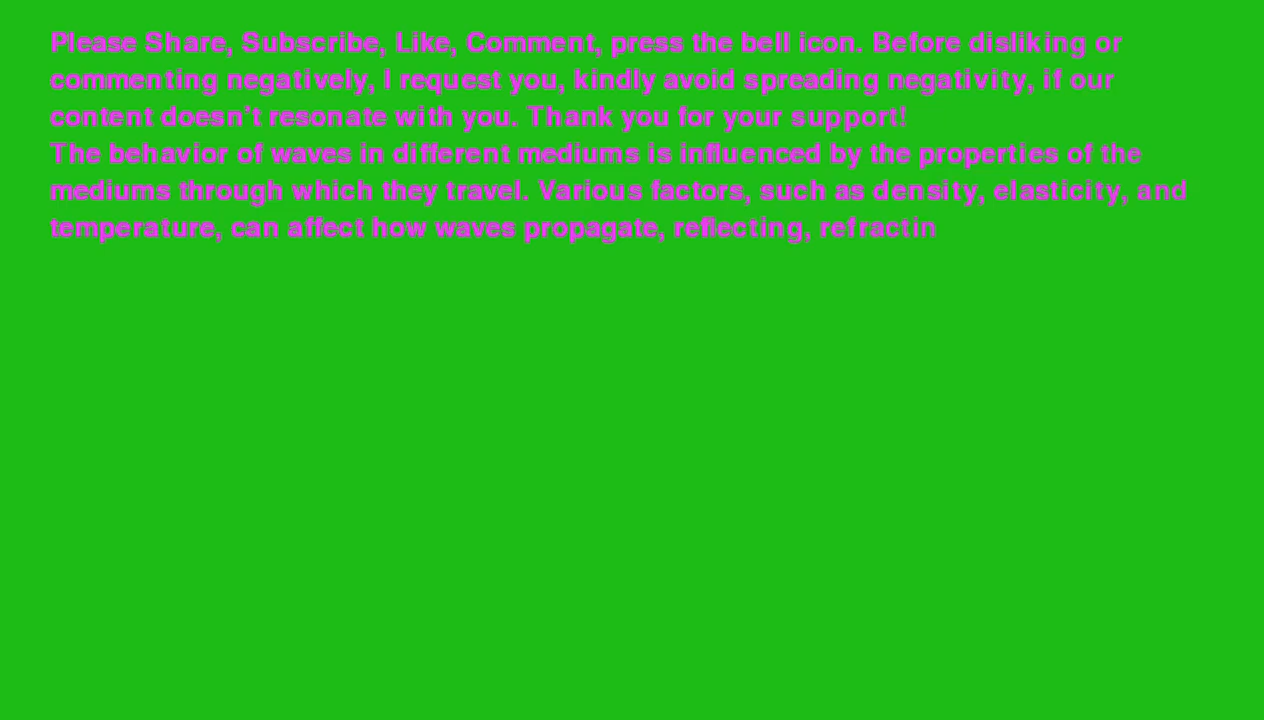 Please Share, Subscribe, Like, Comment, press the bell icon. Before disliking or
commenting negatively, I request you, kindly avoid spreading negativity, if our
content doesn't resonate with you. Thank you for your support!
The behavior of waves in different mediums is influenced by the properties of the
mediums through which they travel. Various factors, such as density, elasticity, and
temperature, can affect how waves propagate, reflecting, refractin